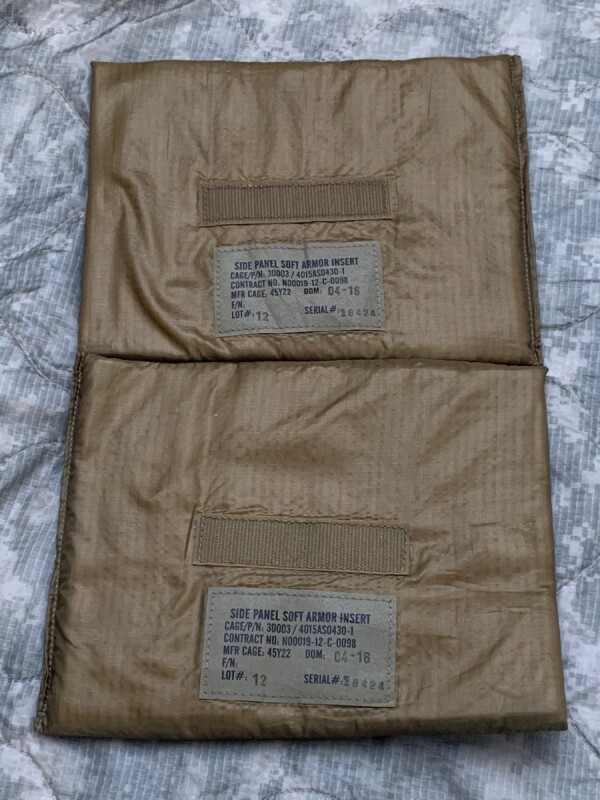 SIDE PANEL SOFT ARMOR INSERT
CAGE/P/N: 30003 / 4015AS0430-1
CONTRACT NO. N00019-12-C-0098
MFR CAGE. 45Y22 DOM: 04-16
F/N:
LOT#: 12 SERIAL#: 18424
SIDE PANEL SOFT ARMOR INSERT
CAGE/P/N: 30003 / 4015AS0430-1
CONTRACT NO: N00019-12-C-0098
MFR CAGE: 45Y22 DOM: 04-16
F/N:
LOT#: 12 SERIAL#: 18424